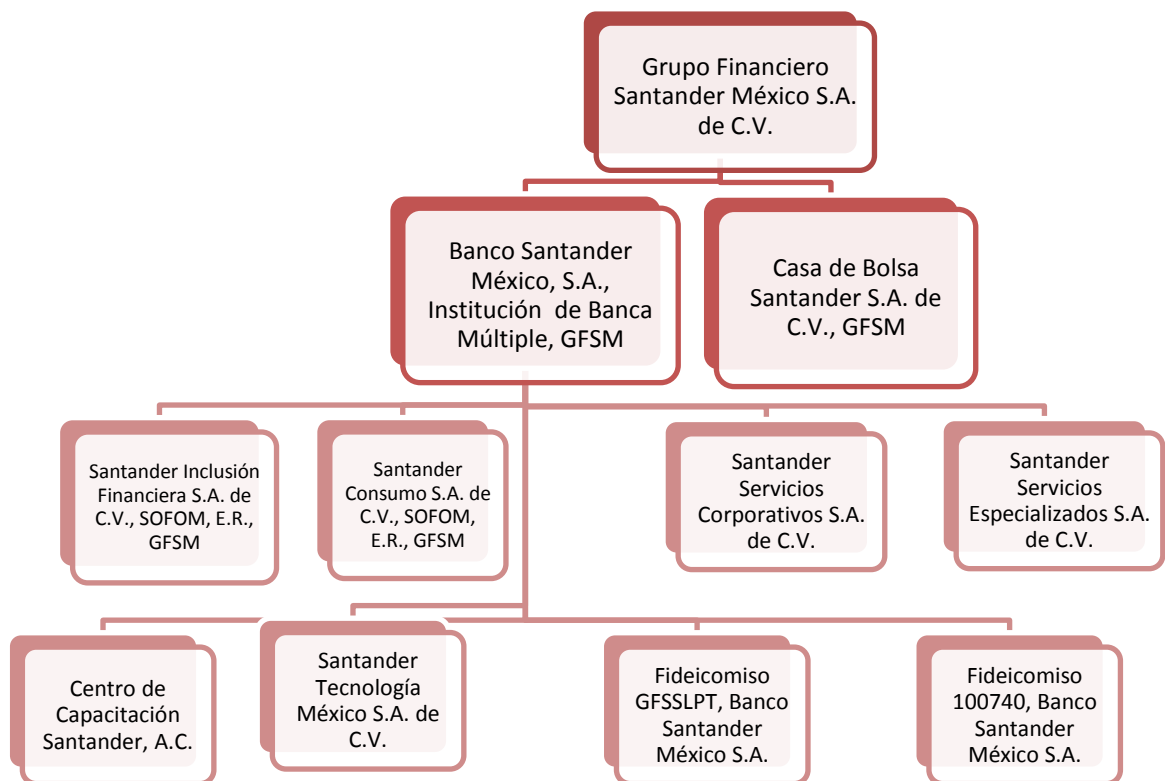 Grupo Financiero
Santander México S.A.
de C.V.
Banco Santander
México, S.A.,
Institución de Banca
Múltiple, GFSM
Casa de Bolsa
Santander S.A. de
C.V., GFSM
Santander Inclusión
Financiera S.A. de
C.V., SOFOM, E.R.,
GFSM
Santander
Consumo S.A. de
C.V., SOFOM,
E.R., GFSM
Santander
Servicios
Corporativos S.A.
de C.V.
Santander
Servicios
Especializados S.A.
de C.V.
Centro de
Capacitación
Santander, A.C.
Santander
Tecnología
México S.A. de
C.V.
Fideicomiso
GFSSLPT, Banco
Santander
México S.A.
Fideicomiso
100740, Banco
Santander
México S.A.